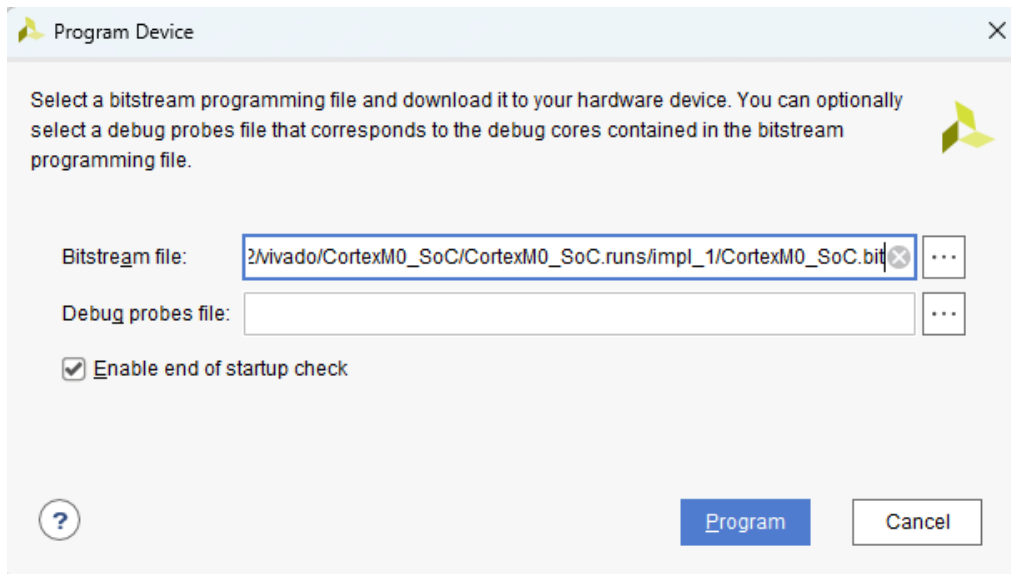 Program Device
Select a bitstream programming file and download it to your hardware device. You can optionally
select a debug probes file that corresponds to the debug cores contained in the bitstream
programming file.
Bitstream file: 2/vivado/CortexM0_SoC/CortexM0_SoC.runs/impl_1/CortexM0_SoC.bit ...
Debug probes file: ...
Enable end of startup check
? Program Cancel